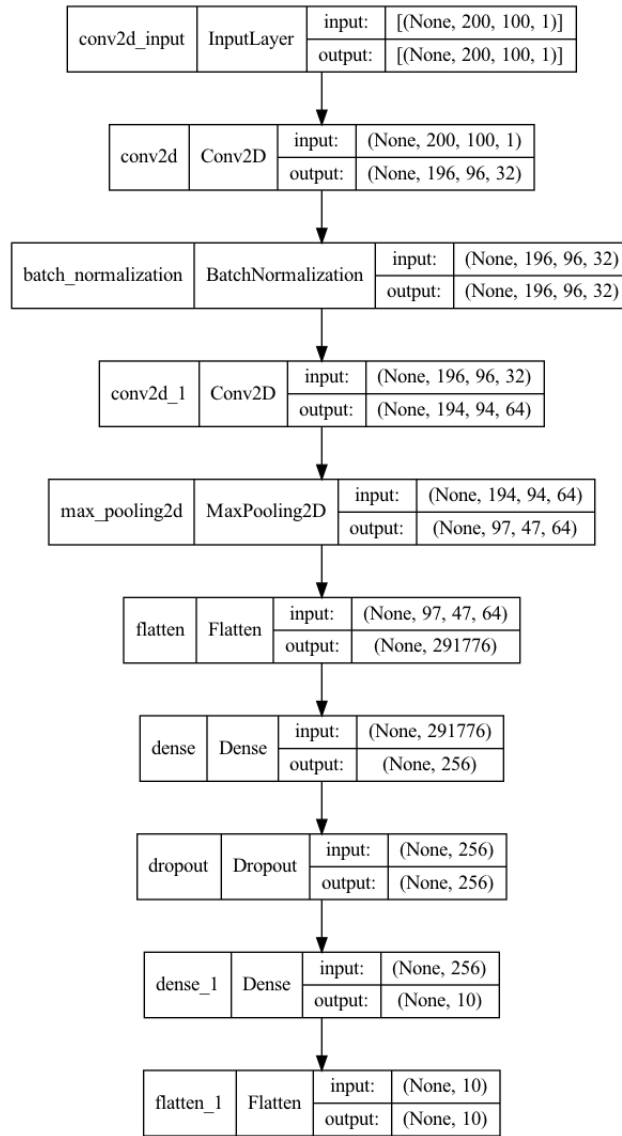 conv2d_input InputLayer input: [(None, 200, 100, 1)]
output: [(None, 200, 100, 1)]
conv2d Conv2D input: (None, 200, 100, 1)
output: (None, 196, 96, 32)
batch_normalization BatchNormalization input: (None, 196, 96, 32)
output: (None, 196, 96, 32)
conv2d_1 Conv2D input: (None, 196, 96, 32)
output: (None, 194, 94, 64)
max_pooling2d MaxPooling2D input: (None, 194, 94, 64)
output: (None, 97, 47, 64)
flatten Flatten input: (None, 97, 47, 64)
output: (None, 291776)
dense Dense input: (None, 291776)
output: (None, 256)
dropout Dropout input: (None, 256)
output: (None, 256)
dense_1 Dense input: (None, 256)
output: (None, 10)
flatten_1 Flatten input: (None, 10)
output: (None, 10)